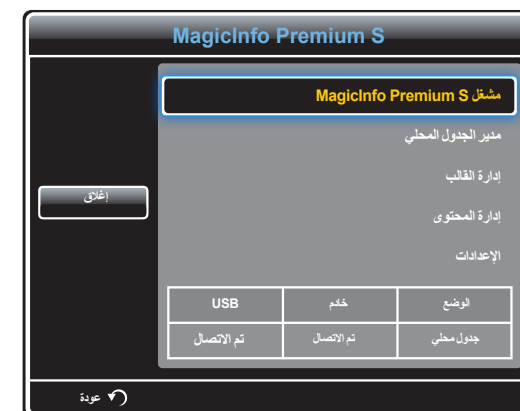 MagicInfo Premium S
مشغل MagicInfo Premium S
مدير الجدول المحلي
إدارة القالب
إدارة المحتوى
الإعدادات
إغلاق
الوضع خادم USB
جدول محلي تم الاتصال تم الاتصال
عودة